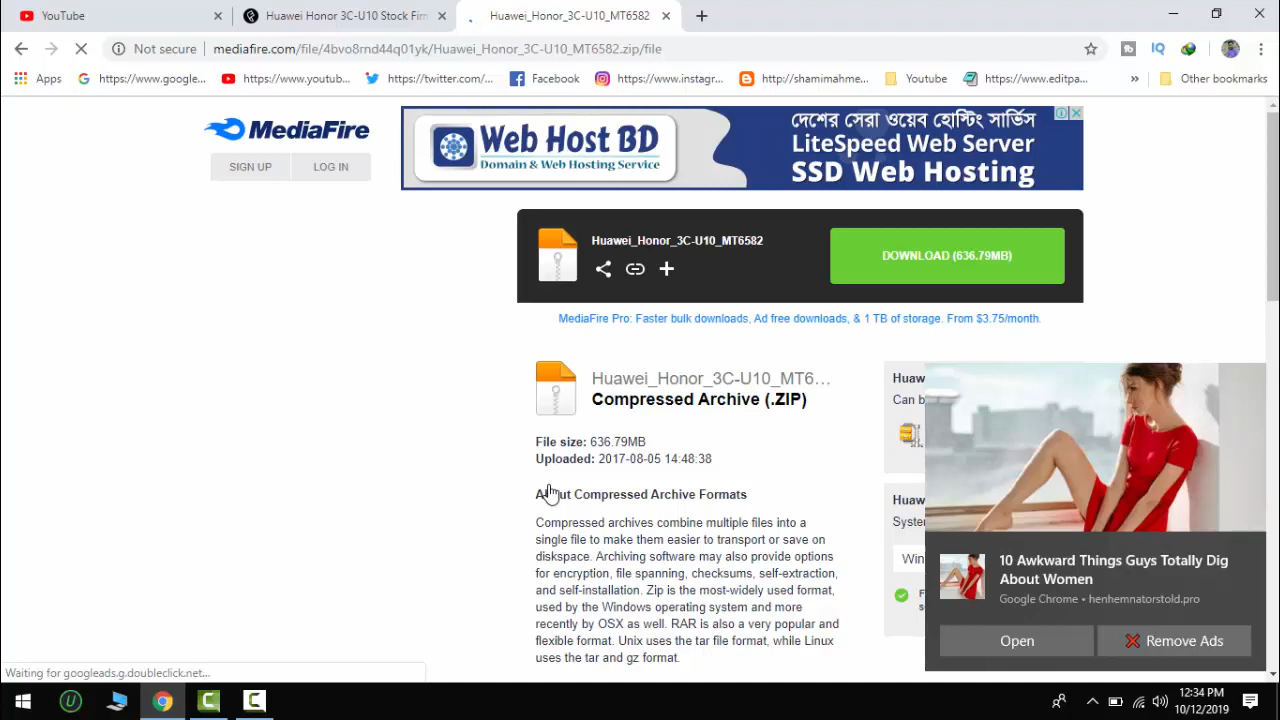 YouTube
Huawei Honor 3C-U10 Stock Firm
Huawei_Honor_3C-U10_MT6582
Not secure
mediafire.com/file/4bvo8rnd44q01yk/Huawei_Honor_3C-U10_MT6582.zip/file
IQ
Apps
https://www.google...
https://www.youtub...
https://twitter.com/...
Facebook
https://www.instagr...
http://shamimahme...
Youtube
https://www.editpa...
»
Other bookmarks
MediaFire
SIGN UP
LOG IN
Web Host BD
Domain & Web Hosting Service
দেশের সেরা ওয়েব হোস্টিং সার্ভিস
LiteSpeed Web Server
SSD Web Hosting
Huawei_Honor_3C-U10_MT6582
DOWNLOAD (636.79MB)
MediaFire Pro: Faster bulk downloads, Ad free downloads, & 1 TB of storage. From $3.75/month.
Huawei_Honor_3C-U10_MT6...
Compressed Archive (.ZIP)
File size: 636.79MB
Uploaded: 2017-08-05 14:48:38
About Compressed Archive Formats
Compressed archives combine multiple files into a
single file to make them easier to transport or save on
diskspace. Archiving software may also provide options
for encryption, file spanning, checksums, self-extraction,
and self-installation. Zip is the most-widely used format,
used by the Windows operating system and more
recently by OSX as well. RAR is also a very popular and
flexible format. Unix uses the tar file format, while Linux
uses the tar and gz format.
Huaw
Can b
Huaw
Syste
Win
10 Awkward Things Guys Totally Dig
About Women
Google Chrome • henhemnatorstold.pro
Open
Remove Ads
Waiting for googleads.g.doubleclick.net...
12:34 PM
10/12/2019